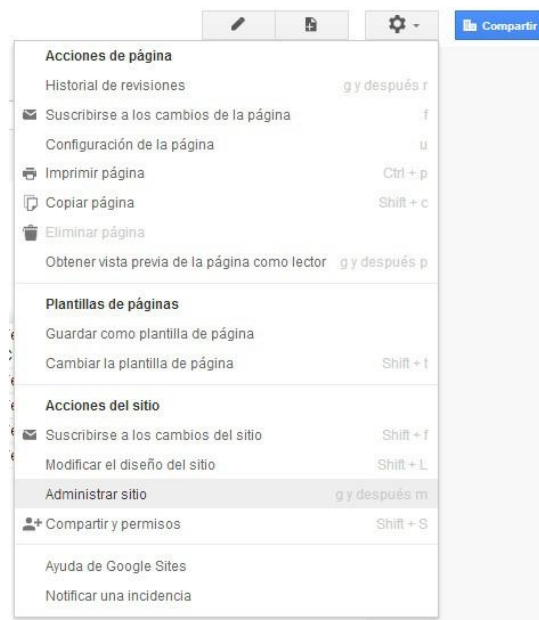 Compartir
Acciones de página
Historial de revisiones g y después r
Suscribirse a los cambios de la página f
Configuración de la página u
Imprimir página Ctrl + p
Copiar página Shift + c
Eliminar página
Obtener vista previa de la página como lector g y después p
Plantillas de páginas
Guardar como plantilla de página
Cambiar la plantilla de página Shift + t
Acciones del sitio
Suscribirse a los cambios del sitio Shift + f
Modificar el diseño del sitio Shift + L
Administrar sitio g y después m
Compartir y permisos Shift + S
Ayuda de Google Sites
Notificar una incidencia